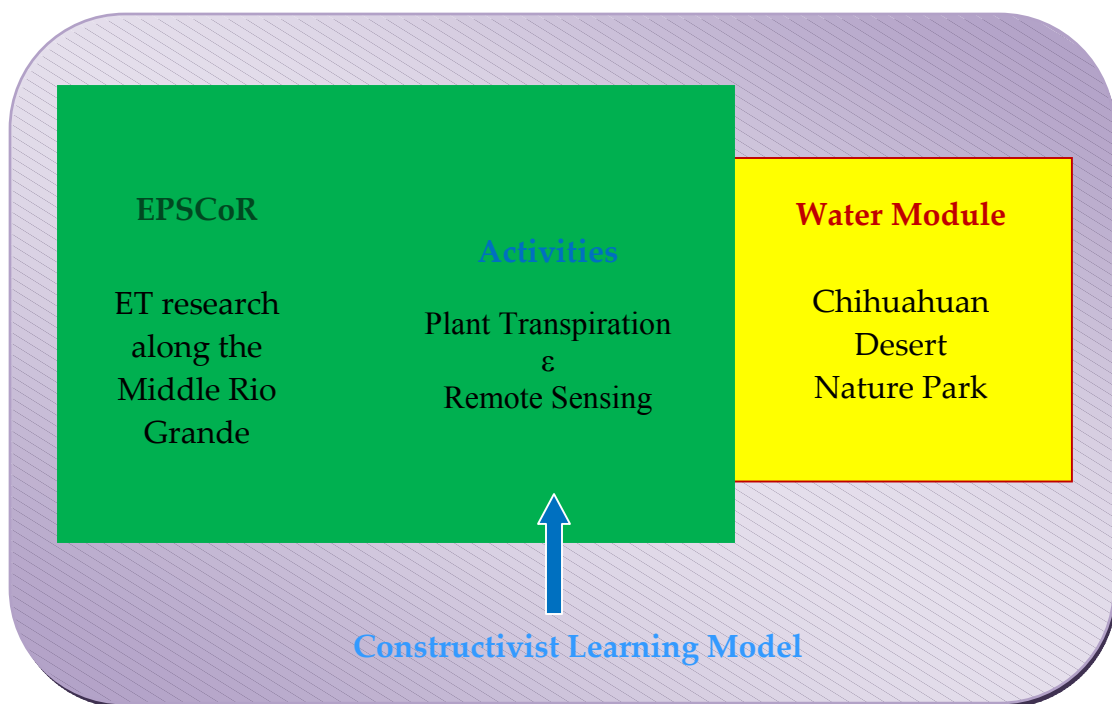 EPSCoR
ET research
along the
Middle Rio
Grande
Activities
Plant Transpiration
ε
Remote Sensing
Water Module
Chihuahuan
Desert
Nature Park
Constructivist Learning Model